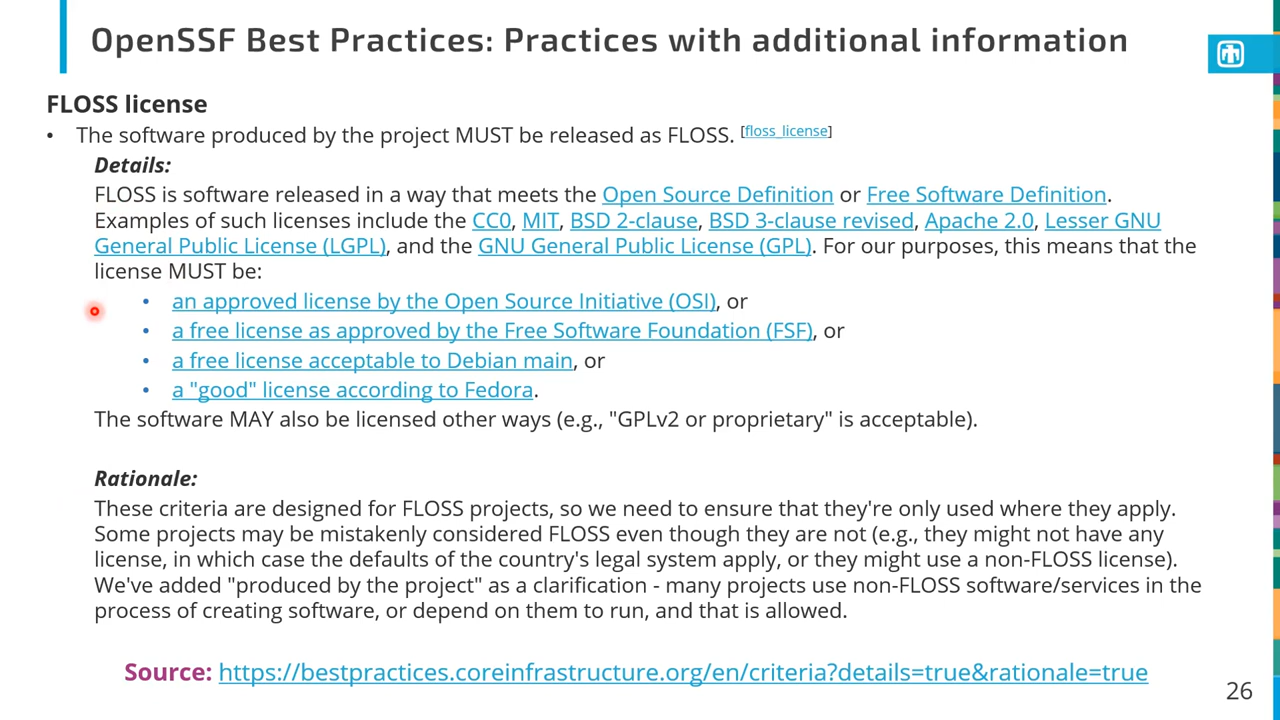 OpenSSF Best Practices: Practices with additional information
FLOSS license
• The software produced by the project MUST be released as FLOSS. [floss_license]
Details:
FLOSS is software released in a way that meets the Open Source Definition or Free Software Definition.
Examples of such licenses include the CC0, MIT, BSD 2-clause, BSD 3-clause revised, Apache 2.0, Lesser GNU
General Public License (LGPL), and the GNU General Public License (GPL). For our purposes, this means that the
license MUST be:
• an approved license by the Open Source Initiative (OSI), or
• a free license as approved by the Free Software Foundation (FSF), or
• a free license acceptable to Debian main, or
• a "good" license according to Fedora.
The software MAY also be licensed other ways (e.g., "GPLv2 or proprietary" is acceptable).
Rationale:
These criteria are designed for FLOSS projects, so we need to ensure that they're only used where they apply.
Some projects may be mistakenly considered FLOSS even though they are not (e.g., they might not have any
license, in which case the defaults of the country's legal system apply, or they might use a non-FLOSS license).
We've added "produced by the project" as a clarification - many projects use non-FLOSS software/services in the
process of creating software, or depend on them to run, and that is allowed.
Source: https://bestpractices.coreinfrastructure.org/en/criteria?details=true&rationale=true
26